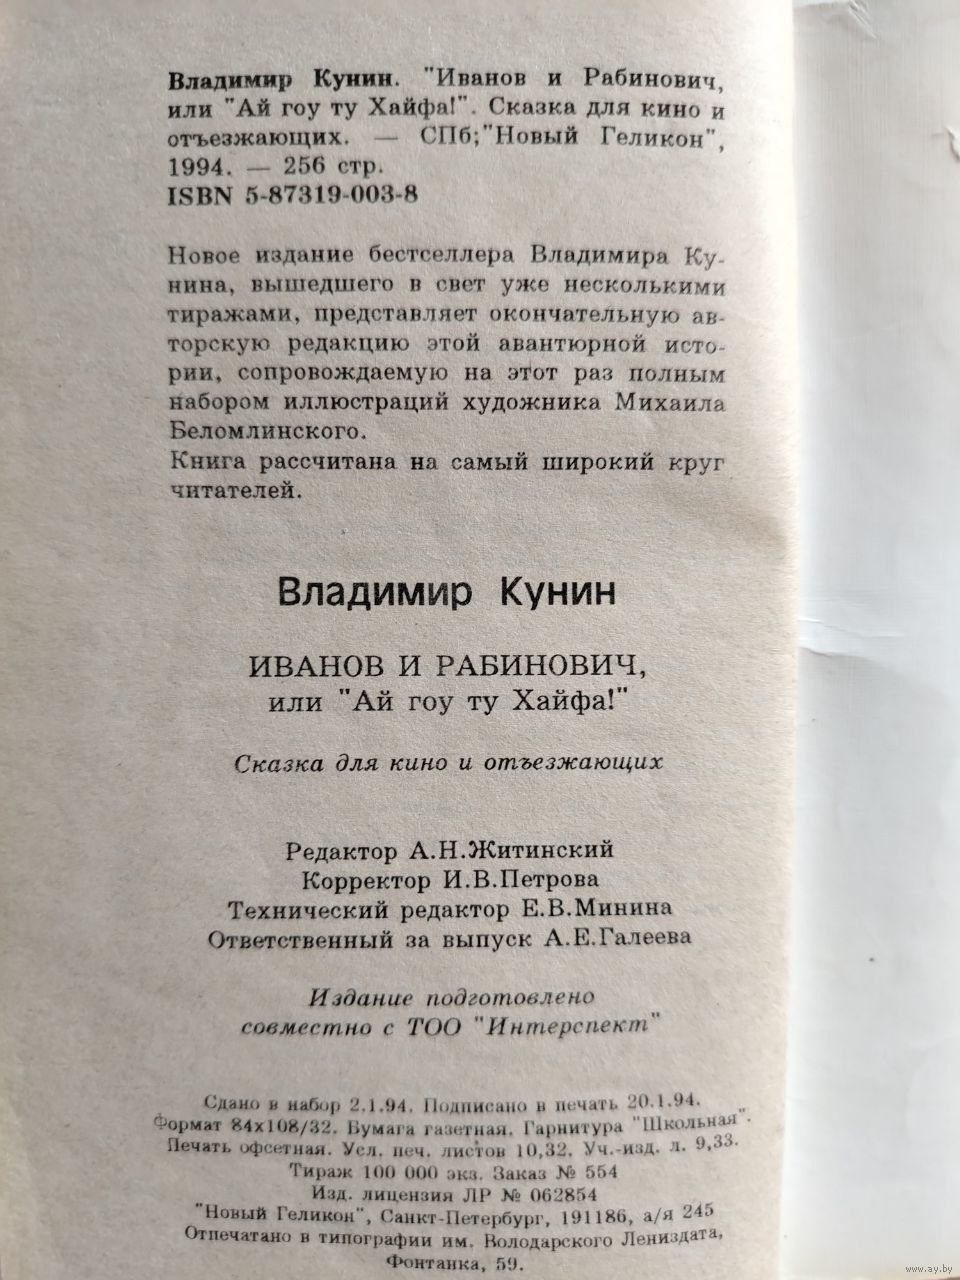 Владимир Кунин. "Иванов и Рабинович,
или "Ай гоу ту Хайфа!". Сказка для кино и
отъезжающих. — СПб;"Новый Геликон",
1994. — 256 стр.
ISBN 5-87319-003-8
Новое издание бестселлера Владимира Ку-
нина, вышедшего в свет уже несколькими
тиражами, представляет окончательную ав-
торскую редакцию этой авантюрной исто-
рии, сопровождаемую на этот раз полным
набором иллюстраций художника Михаила
Беломлинского.
Книга рассчитана на самый широкий круг
читателей.
Владимир Кунин
ИВАНОВ И РАБИНОВИЧ,
или "Ай гоу ту Хайфа!"
Сказка для кино и отъезжающих
Редактор А.Н.Житинский
Корректор И.В.Петрова
Технический редактор Е.В.Минина
Ответственный за выпуск А.Е.Галеева
Издание подготовлено
совместно с ТОО "Интерспект"
Сдано в набор 2.1.94. Подписано в печать 20.1.94.
Формат 84х108/32. Бумага газетная. Гарнитура "Школьная".
Печать офсетная. Усл. печ. листов 10,32. Уч.-изд. л. 9,33.
Тираж 100 000 экз. Заказ № 554
Изд. лицензия ЛР № 062854
"Новый Геликон", Санкт-Петербург, 191186, а/я 245
Отпечатано в типографии им. Володарского Лениздата,
Фонтанка, 59.
www.ay.by